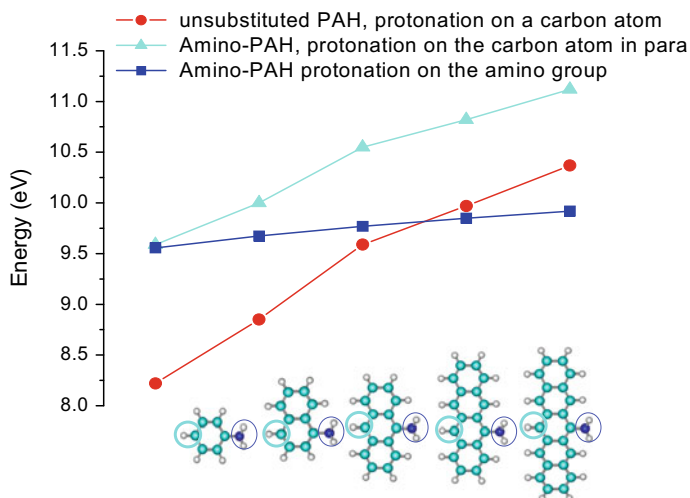 unsubstituted PAH, protonation on a carbon atom
Amino-PAH, protonation on the carbon atom in para
Amino-PAH protonation on the amino group
11.5
11.0
10.5
10.0
9.5
9.0
8.5
8.0
Energy (eV)